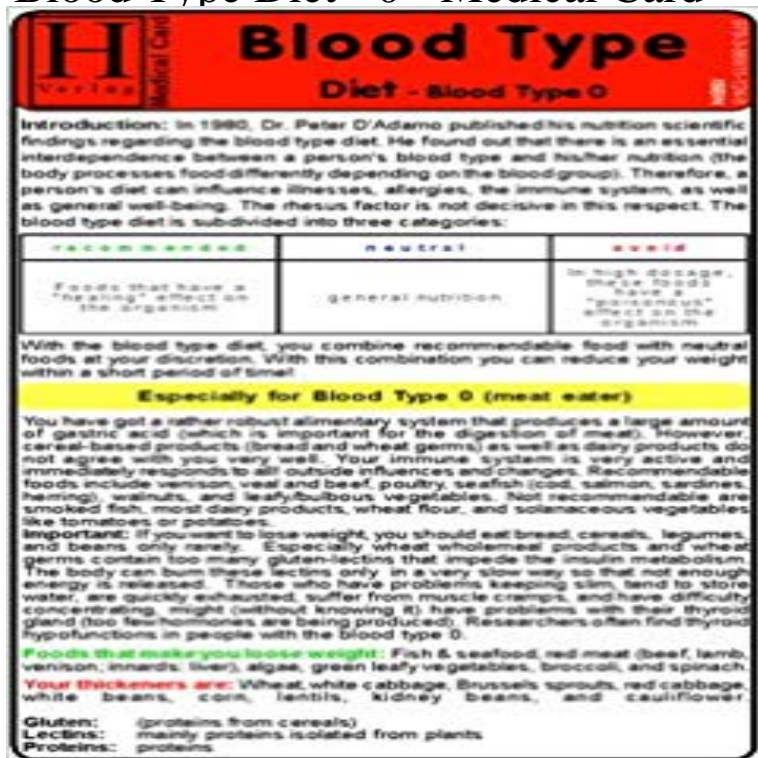 Blood Type Diet - 0 - Medical Card
H
Verlag
Medical Card
Blood Type
Diet - Blood Type 0
Introduction: In 1980, Dr. Peter D'Adamo published his nutrition scientific
findings regarding the blood type diet. He found out that there is an essential
interdependence between a person's blood type and his/her nutrition (the
body processes food differently depending on the blood group). Therefore, a
person's diet can influence illnesses, allergies, the immune system, as well
as general well-being. The rhesus factor is not decisive in this respect. The
blood type diet is subdivided into three categories:
recommended
neutral
avoid
Foods that have a
"healing" effect on
the organism
general nutrition
In high dosage,
these foods
have a
"poisonous"
effect on the
organism
With the blood type diet, you combine recommendable food with neutral
foods at your discretion. With this combination you can reduce your weight
within a short period of time!
Especially for Blood Type 0 (meat eater)
You have got a rather robust alimentary system that produces a large amount
of gastric acid (which is important for the digestion of meat). However,
cereal-based products (bread and wheat germs) as well as dairy products do
not agree with you very well. Your immune system is very active and
immediately responds to all outside influences and changes. Recommendable
foods include venison, veal and beef, poultry, seafish (cod, salmon, sardines,
herring), walnuts, and leafy/bulbous vegetables. Not recommendable are
smoked fish, most dairy products, wheat flour, and solanaceous vegetables
like tomatoes or potatoes.
Important: If you want to lose weight, you should eat bread, cereals, legumes,
and beans only rarely. Especially wheat wholemeal products and wheat
germs contain too many gluten-lectins that impede the insulin metabolism.
The body can burn these lectins only in a very slow way so that not enough
energy is released. Those who have problems keeping slim, tend to store
water, are quickly exhausted, suffer from muscle cramps, and have difficulty
concentrating, might (without knowing it) have problems with their thyroid
gland (too few hormones are being produced). Researchers often find thyroid
hypofunctions in people with the blood type 0.
Foods that make you loose weight: Fish & seafood, red meat (beef, lamb,
venison, innards: liver), algae, green leafy vegetables, broccoli, and spinach.
Your thickeners are: Wheat, white cabbage, Brussels sprouts, red cabbage,
white beans, corn, lentils, kidney beans, and cauliflower.
Gluten: (proteins from cereals)
Lectins: mainly proteins isolated from plants
Proteins: proteins